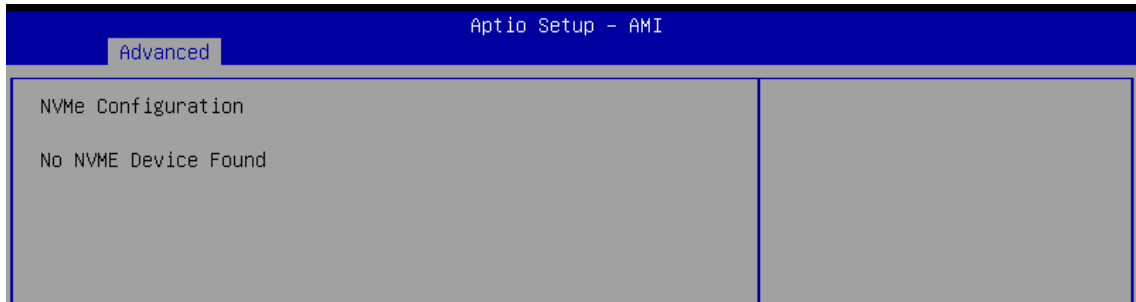 Aptio Setup – AMI
Advanced
NVMe Configuration
No NVME Device Found